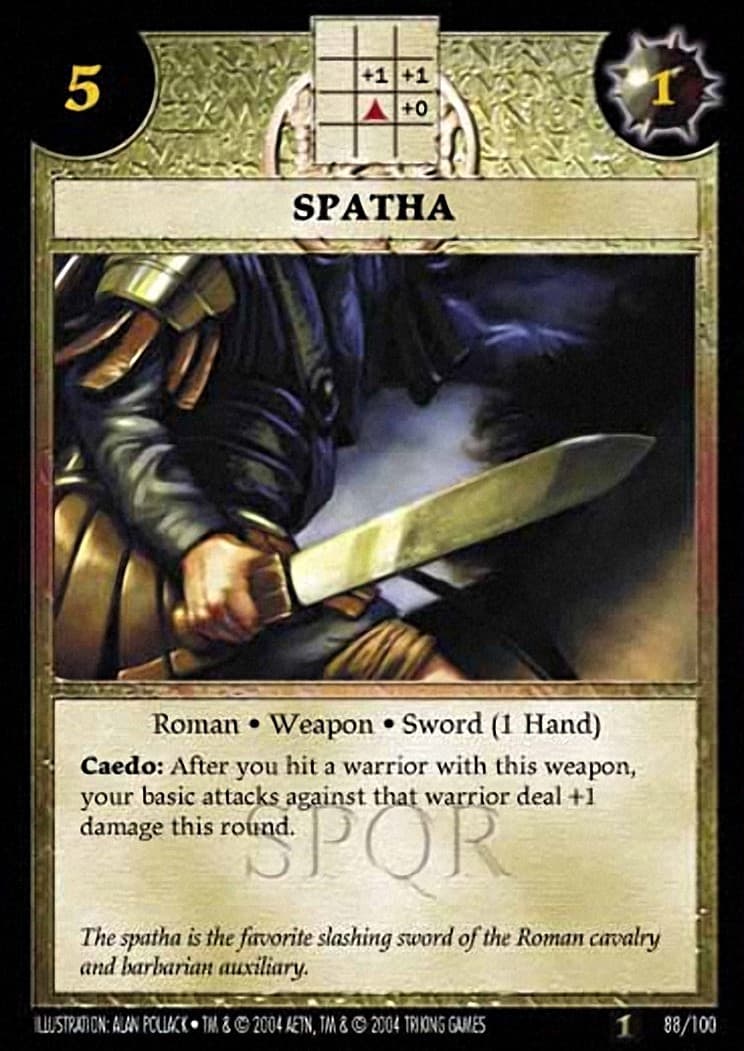 5
+1 +1
+0
1
SPATHA
Roman • Weapon • Sword (1 Hand)
Caedo: After you hit a warrior with this weapon,
your basic attacks against that warrior deal +1
damage this round.
SPQR
The spatha is the favorite slashing sword of the Roman cavalry
and barbarian auxiliary.
ILLUSTRATION: ALAN POLLACK • TM & © 2004 AETN, TM & © 2004 TRIKING GAMES 1 88/100